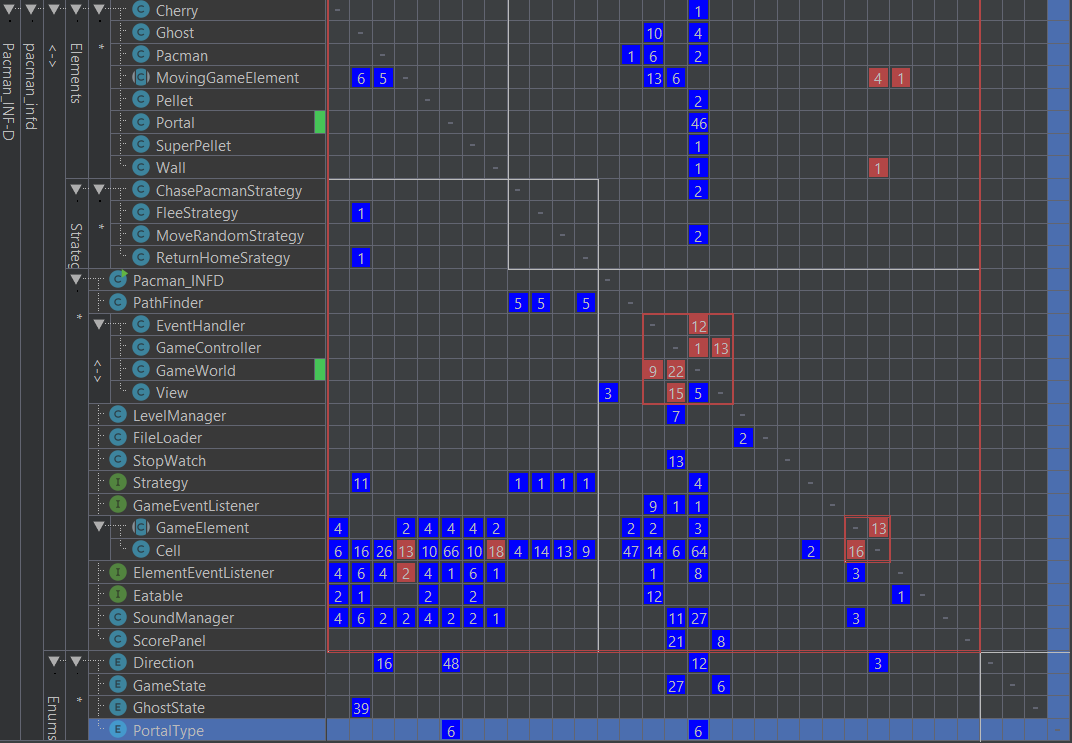 Pacman_INF-D
pacman_infd
<->
Elements
*
C Cherry - 1
C Ghost - 10 4
C Pacman - 1 6 2
C MovingGameElement 6 5 - 13 6 4 1
C Pellet - 2
C Portal - 46
C SuperPellet - 1
C Wall - 1 1
Strateg
*
C ChasePacmanStrategy - 2
C FleeStrategy 1 -
C MoveRandomStrategy - 2
C ReturnHomeSrategy 1 -
*
C Pacman_INFD -
C PathFinder 5 5 5 -
<->
C EventHandler - 12
C GameController - 1 13
C GameWorld 9 22 -
C View 3 15 5 -
C LevelManager 7 -
C FileLoader 2 -
C StopWatch 13 -
I Strategy 11 1 1 1 1 4 -
I GameEventListener 9 1 1 -
C GameElement 4 2 4 4 4 2 2 2 3 - 13
C Cell 6 16 26 13 10 66 10 18 4 14 13 9 47 14 6 64 2 16 -
I ElementEventListener 4 6 4 2 4 1 6 1 1 8 3 -
I Eatable 2 1 2 2 12 1 -
C SoundManager 4 6 2 2 4 2 2 1 11 27 3 -
C ScorePanel 21 8 -
Enums
*
E Direction 16 48 12 3 -
E GameState 27 6 -
E GhostState 39 -
E PortalType 6 6 -